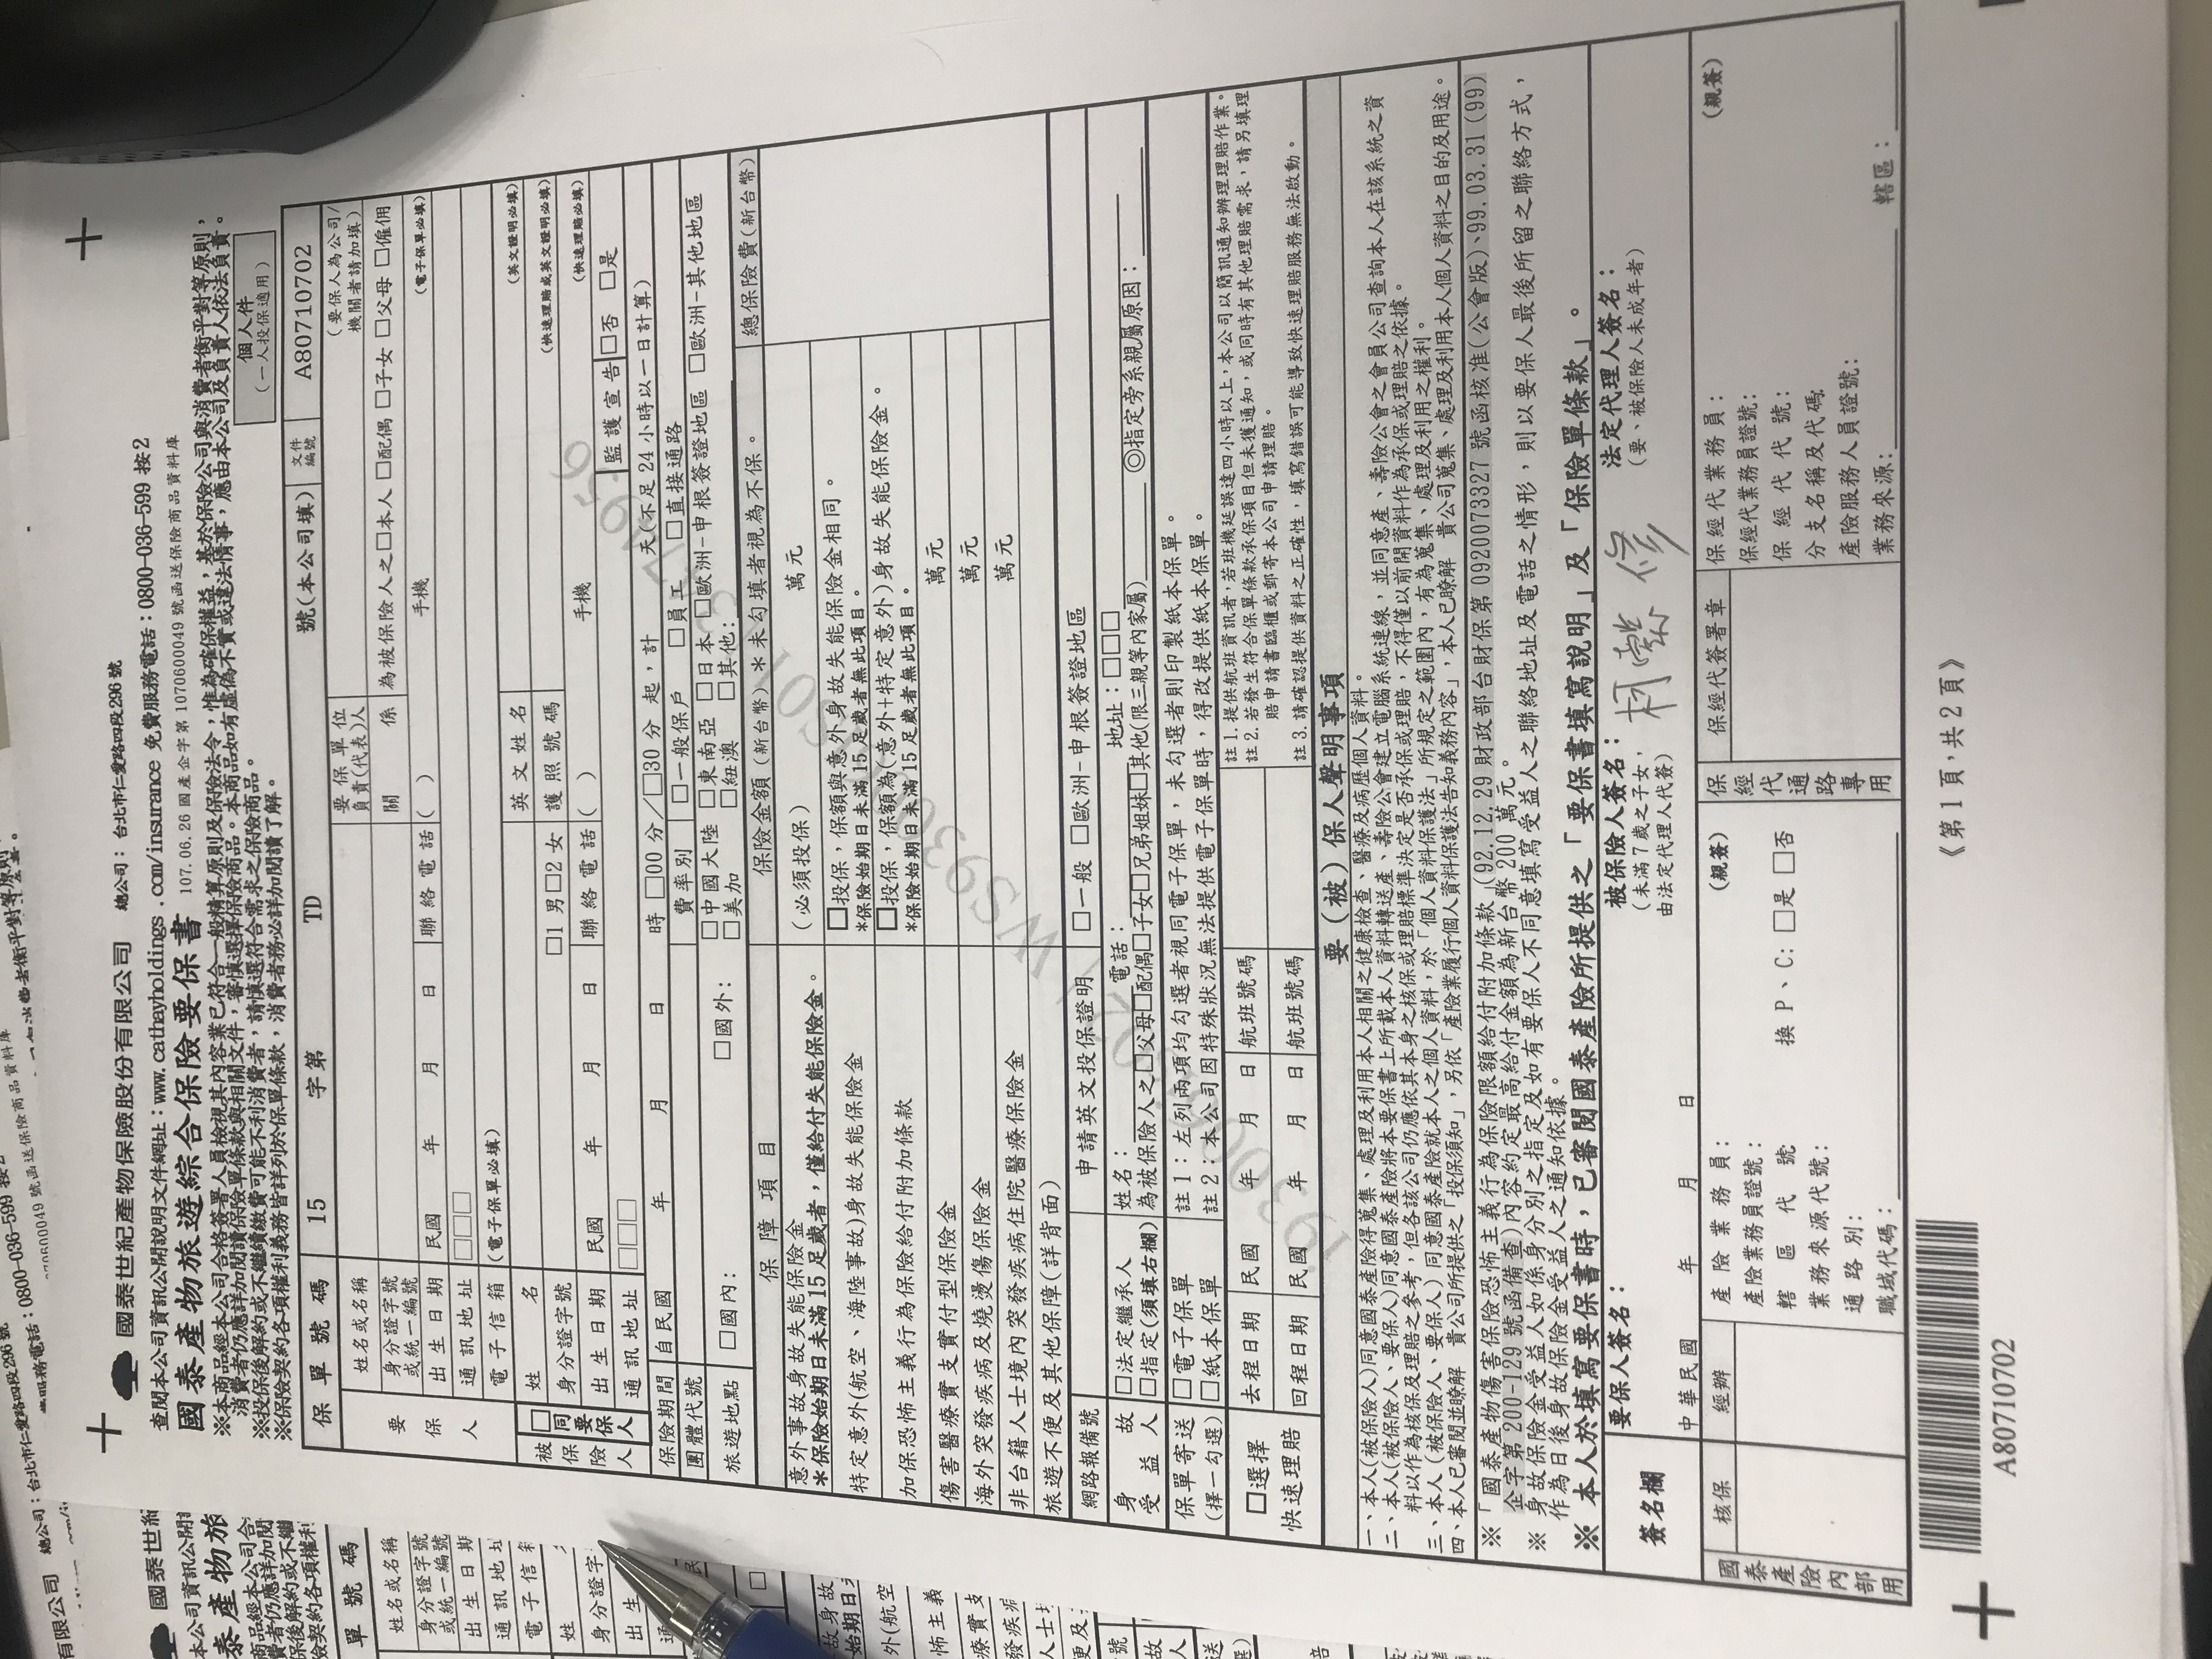 國泰世紀產物保險股份有限公司 總公司：台北市仁愛路四段296號
查閱本公司資訊公開說明文件網址：www.cathayholdings.com/insurance 免費服務電話：0800-036-599 按2
國泰產物旅遊綜合保險要保書 107.06.26 國產企字第 1070600049 號函送保險商品資料庫
※本商品經本公司合格簽署人員檢視其內容業已符合一般精算原則及保險法令，惟為確保權益，基於保險公司與消費者衡平對等原則，
消費者仍應詳加閱讀保險單條款與相關文件，審慎選擇保險商品。本商品如有虛偽不實或違法情事，應由本公司及負責人依法負責。
※投保後解約或不繼續繳費可能不利消費者，請慎選符合需求之保險商品。
※保險契約各項權利義務皆詳列於保單條款，消費者務必詳加閱讀了解。
個人件
（一人投保適用）
保單號碼 15 字第 TD 號(本公司填) 文件編號 A80710702
要保人
姓名或名稱 要保單位負責(代表)人 （要保人為公司/機關者請加填）
身分證字號或統一編號 關係 為被保險人之□本人 □配偶 □子女 □父母 □僱佣
出生日期 民國 年 月 日 聯絡電話 ( ) 手機 (電子保單必填)
通訊地址 □□□
電子信箱 (電子保單必填)
被保險人 □同要保人
姓名 英文姓名 (英文證明必填)
身分證字號 □1 男□2 女 護照號碼 (快速理賠或英文證明必填)
出生日期 民國 年 月 日 聯絡電話 ( ) 手機 (快速理賠必填)
通訊地址 □□□ 監護宣告 □否 □是
保險期間 自民國 年 月 日 時 □00 分／□30 分 起，計 天(不足 24 小時以一日計算)
團體代號 費率別 □一般保戶 □員工 □直接通路
旅遊地點 □國內: □國外: □中國大陸 □東南亞 □日本 □歐洲-申根簽證地區 □歐洲-其他地區
□美加 □紐澳 □其他:
保障項目 保險金額（新台幣）＊未勾填者視為不保。 總保險費(新台幣)
意外事故身故失能保險金 （必須投保） 萬元
＊保險始期日未滿15足歲者，僅給付失能保險金。
特定意外(航空、海陸事故)身故失能保險金 □投保，保額與意外身故失能保險金相同。
*保險始期日未滿15足歲者無此項目。
加保恐怖主義行為保險給付附加條款 □投保，保額為(意外+特定意外)身故失能保險金。
*保險始期日未滿15足歲者無此項目。
傷害醫療實支實付型保險金 萬元
海外突發疾病及燒燙傷保險金 萬元
非台籍人士境內突發疾病住院醫療保險金 萬元
旅遊不便及其他保障(詳背面)
網路報備號 申請英文投保證明 □一般 □歐洲-申根簽證地區
身故受益人 □法定繼承人 姓名： 電話： 地址：□□□
□指定(須填右欄) 為被保險人之□父母□配偶□子女□兄弟姐妹□其他(限三親等內家屬) ◎指定旁系親屬原因：
保單寄送 □電子保單 註1：左列兩項均勾選者視同電子保單，未勾選者則印製紙本保單。
(擇一勾選) □紙本保單 註2：本公司因特殊狀況無法提供電子保單時，得改提供紙本保單。
□選擇快速理賠
去程日期 民國 年 月 日 航班號碼
回程日期 民國 年 月 日 航班號碼
註1.提供航班資訊者，若班機延誤達四小時以上，本公司以簡訊通知辦理理賠作業。
註2.若發生符合保單條款承保項目但未獲通知，或同時有其他理賠需求，請另填理
賠申請書臨櫃或郵寄本公司申請理賠。
註3.請確認提供資料之正確性，填寫錯誤可能導致快速理賠服務無法啟動。
要（被）保人聲明事項
一、本人(被保險人)同意國泰產險得蒐集、處理及利用本人相關之健康檢查、醫療及病歷個人資料。
二、本人(被保險人、要保人)同意國泰產險將本要保書上所載本人資料轉送產、壽險公會建立電腦系統連線，並同意產、壽險公會之會員公司查詢本人在該系統之資
料以作為核保及理賠之參考，但各該公司仍應依其本身之核保或理賠標準決定是否承保或理賠，不得僅以前開資料作為承保或理賠之依據。
三、本人（被保險人、要保人）同意國泰產險就本人之個人資料，於「個人資料保護法」所規定之範圍內，有為蒐集、處理及利用之權利。
四、本人已審閱並瞭解 貴公司所提供之「投保須知」，另依「產險業履行個人資料保護法告知義務內容」，本人已瞭解 貴公司蒐集、處理及利用本人個人資料之目的及用途。
※「國泰產物傷害保險恐怖主義行為保險限額給付附加條款」(92.12.29 財政部台財保第 0920073327 號函核准(公會版)、99.03.31 (99)
企字第 200-129 號函備查)內容約定最高給付金額為新台幣 200 萬元。
※ 身故保險金受益人如係身分別之指定及如有要保人不同意填寫受益人之聯絡地址及電話之情形，則以要保人最後所留之聯絡方式，
作為日後身故保險金受益人之通知依據。
※ 本人於填寫要保書時，已審閱國泰產險所提供之「要保書填寫說明」及「保險單條款」。
簽名欄
要保人簽名：
中華民國 年 月 日
被保險人簽名：
（未滿7歲之子女，
由法定代理人代簽）
柯 修
法定代理人簽名：
（要、被保險人未成年者）
國泰產險內部用
核保 經辦
產險業務員: (親簽)
產險業務員證號：
轄區代號 換 P、C: □是 □否
業務來源代號：
通路別:
職域代碼：
保經代通路專用
保經代簽署章
保經代業務員: (親簽)
保經代業務員證號:
保經代代號:
分支名稱及代碼:
產險服務人員證號:
業務來源: 轄區：
A80710702
《第1頁，共2頁》